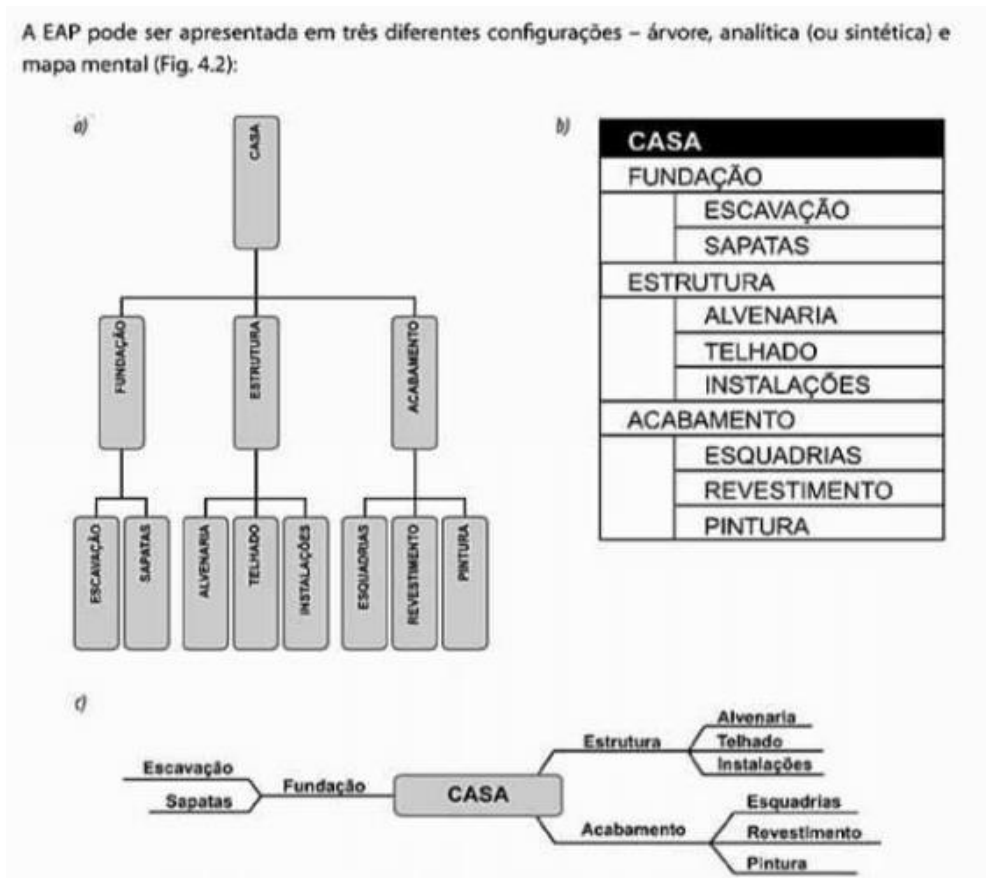 A EAP pode ser apresentada em três diferentes configurações – árvore, analítica (ou sintética) e
mapa mental (Fig. 4.2):
a)
CASA
FUNDAÇÃO
ESTRUTURA
ACABAMENTO
ESCAVAÇÃO
SAPATAS
ALVENARIA
TELHADO
INSTALAÇÕES
ESQUADRIAS
REVESTIMENTO
PINTURA
b)
CASA
FUNDAÇÃO
ESCAVAÇÃO
SAPATAS
ESTRUTURA
ALVENARIA
TELHADO
INSTALAÇÕES
ACABAMENTO
ESQUADRIAS
REVESTIMENTO
PINTURA
c)
Escavação
Sapatas
Fundação
CASA
Estrutura
Alvenaria
Telhado
Instalações
Acabamento
Esquadrias
Revestimento
Pintura